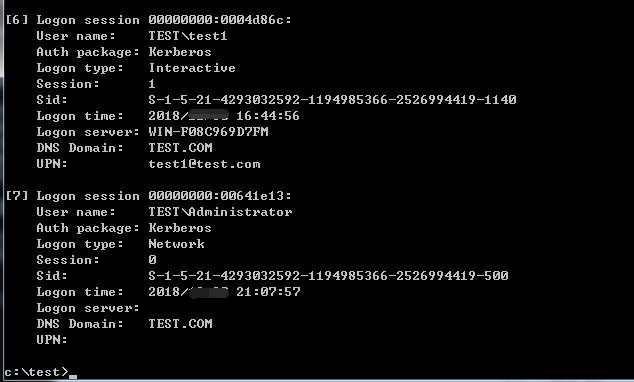 [6] Logon session 00000000:0004d86c:
User name: TEST\test1
Auth package: Kerberos
Logon type: Interactive
Session: 1
Sid: S-1-5-21-4293032592-1194985366-2526994419-1140
Logon time: 2018/ 16:44:56
Logon server: WIN-F08C969D7FM
DNS Domain: TEST.COM
UPN: test1@test.com
[7] Logon session 00000000:00641e13:
User name: TEST\Administrator
Auth package: Kerberos
Logon type: Network
Session: 0
Sid: S-1-5-21-4293032592-1194985366-2526994419-500
Logon time: 2018/ 21:07:57
Logon server:
DNS Domain: TEST.COM
UPN:
c:\test>_